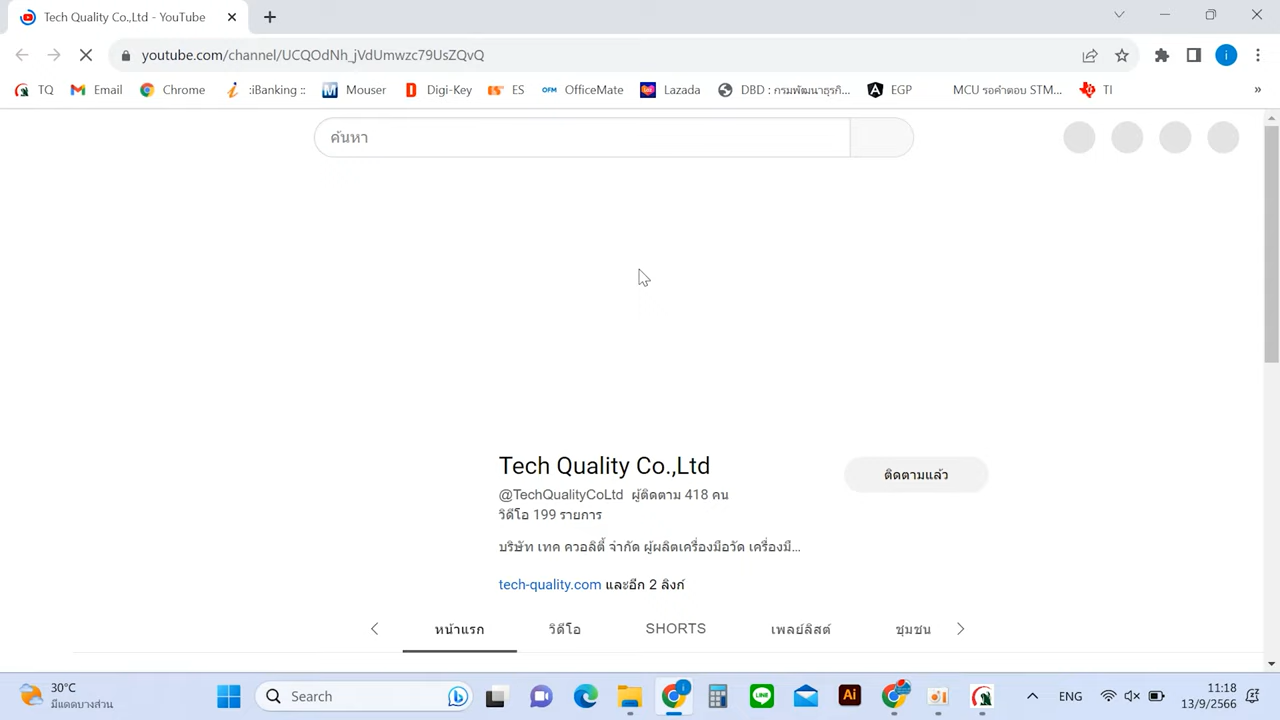 Tech Quality Co.,Ltd - YouTube
youtube.com/channel/UCQOdNh_jVdUmwzc79UsZQvQ
TQ Email Chrome :iBanking :: Mouser Digi-Key ES OFM OfficeMate Lazada DBD : กรมพัฒนาธุรกิ... EGP MCU รอคำตอบ STM... TI »
ค้นหา
Tech Quality Co.,Ltd
ติดตามแล้ว
@TechQualityCoLtd ผู้ติดตาม 418 คน
วิดีโอ 199 รายการ
บริษัท เทค ควอลิตี้ จำกัด ผู้ผลิตเครื่องมือวัด เครื่องมื...
tech-quality.com และอีก 2 ลิงก์
หน้าแรก วิดีโอ SHORTS เพลย์ลิสต์ ชุมชน
30°C
มีแดดบางส่วน
Search
Ai
ENG
11:18
13/9/2566